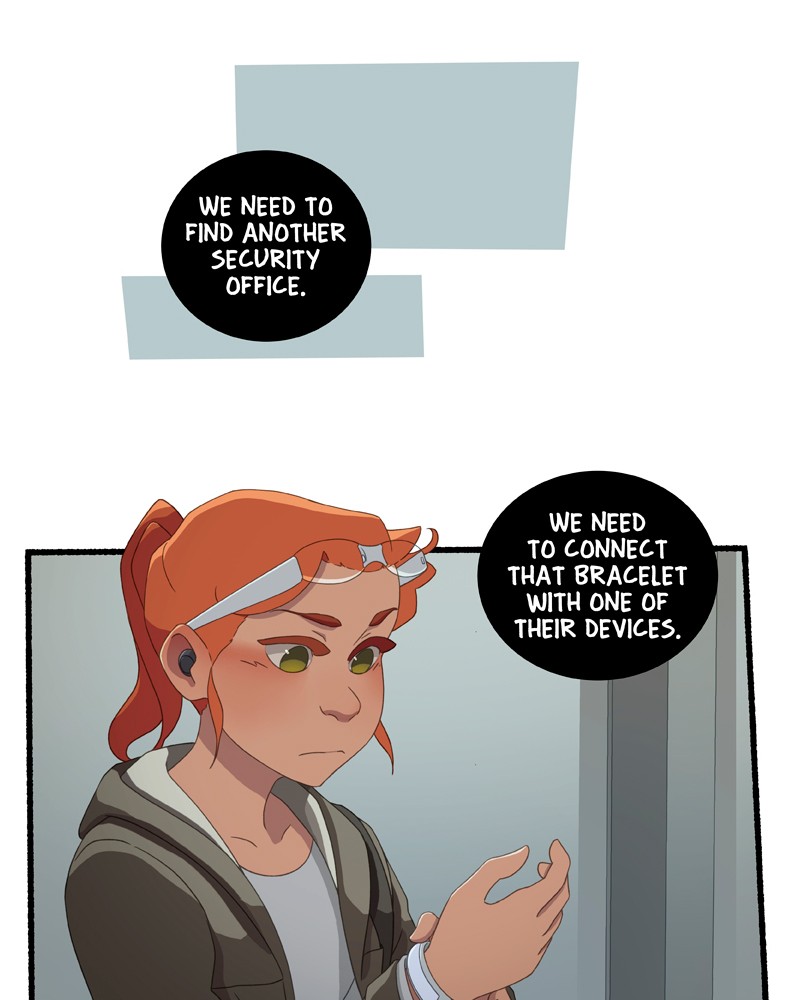 WE NEED TO
FIND ANOTHER
SECURITY
OFFICE.
WE NEED
TO CONNECT
THAT BRACELET
WITH ONE OF
THEIR DEVICES.